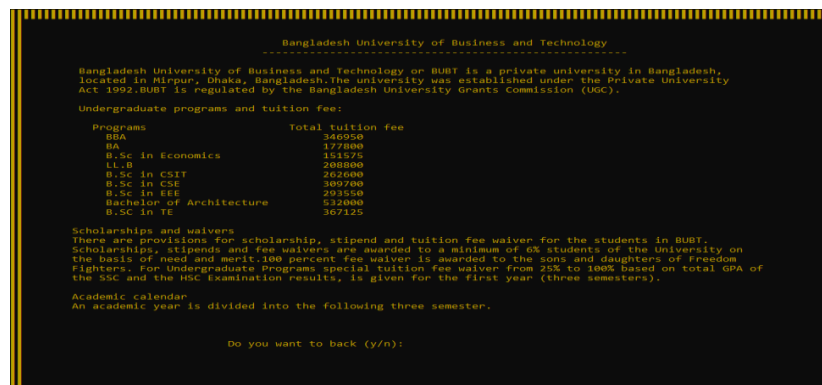 Bangladesh University of Business and Technology
------------------------------------------------------
Bangladesh University of Business and Technology or BUBT is a private university in Bangladesh,
located in Mirpur, Dhaka, Bangladesh.The university was established under the Private University
Act 1992.BUBT is regulated by the Bangladesh University Grants Commission (UGC).
Undergraduate programs and tuition fee:
Programs Total tuition fee
BBA 346950
BA 177800
B.Sc in Economics 151575
LL.B 208800
B.Sc in CSIT 262600
B.Sc in CSE 309700
B.Sc in EEE 293550
Bachelor of Architecture 532000
B.SC in TE 367125
Scholarships and waivers
There are provisions for scholarship, stipend and tuition fee waiver for the students in BUBT.
Scholarships, stipends and fee waivers are awarded to a minimum of 6% students of the University on
the basis of need and merit.100 percent fee waiver is awarded to the sons and daughters of Freedom
Fighters. For Undergraduate Programs special tuition fee waiver from 25% to 100% based on total GPA of
the SSC and the HSC Examination results, is given for the first year (three semesters).
Academic calendar
An academic year is divided into the following three semester.
Do you want to back (y/n):